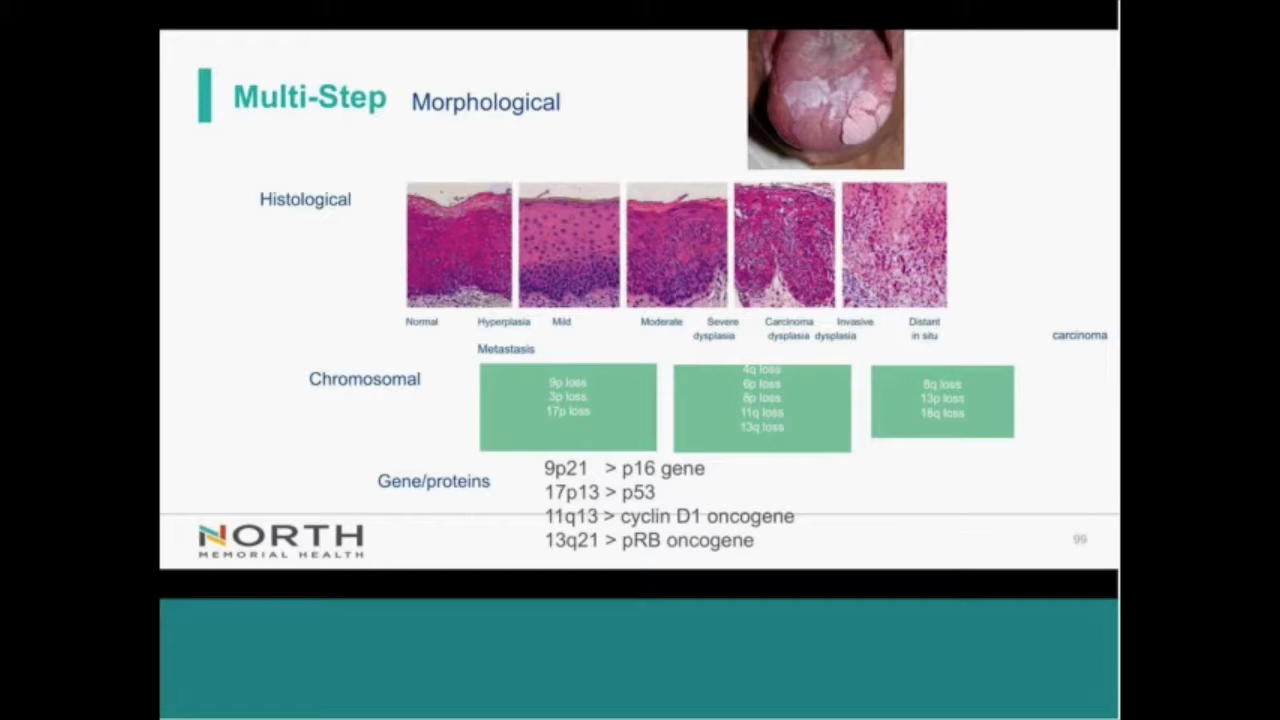 Multi-Step Morphological
Histological
Normal Hyperplasia Mild Moderate Severe Carcinoma Invasive Distant
dysplasia dysplasia dysplasia in situ carcinoma
Metastasis
Chromosomal
9p loss
3p loss
17p loss
4q loss
6p loss
8p loss
11q loss
13q loss
8q loss
13p loss
18q loss
Gene/proteins
9p21 > p16 gene
17p13 > p53
11q13 > cyclin D1 oncogene
13q21 > pRB oncogene
NORTH
MEMORIAL HEALTH
99